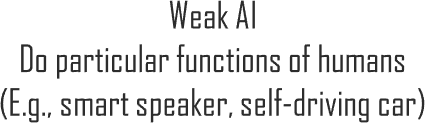 Weak AI
Do particular functions of humans
(E.g., smart speaker, self-driving car)